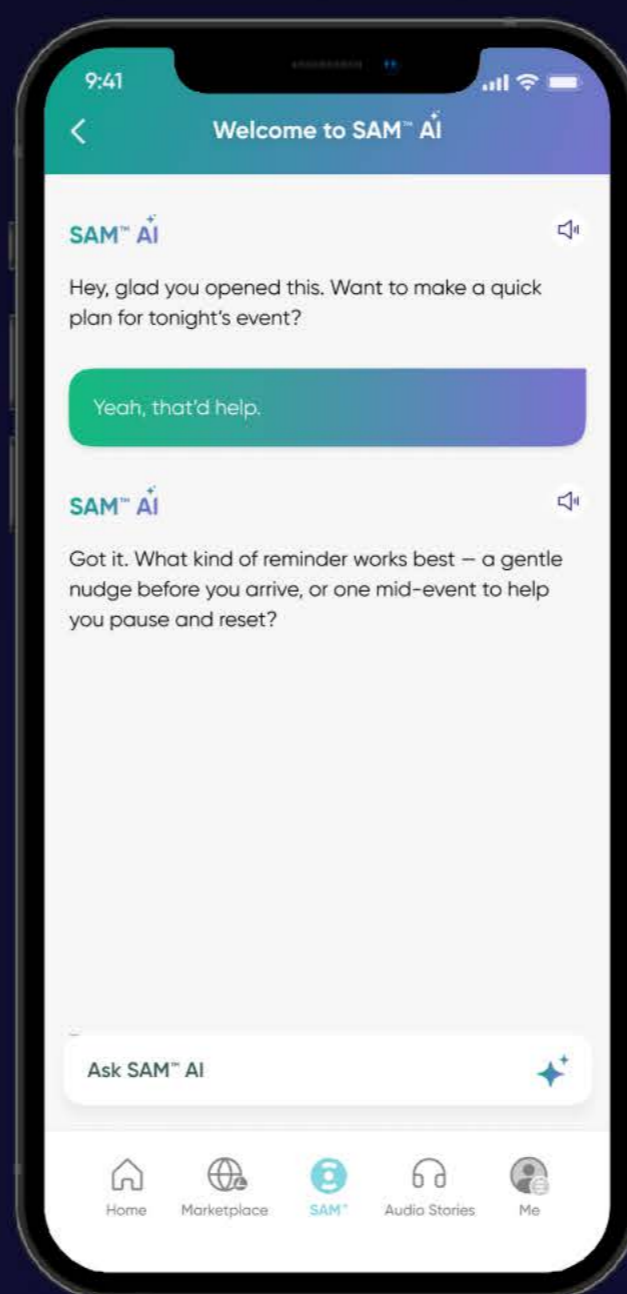 9:41
Welcome to SAM™ AI
SAM™ AI
Hey, glad you opened this. Want to make a quick
plan for tonight's event?
Yeah, that'd help.
SAM™ AI
Got it. What kind of reminder works best — a gentle
nudge before you arrive, or one mid-event to help
you pause and reset?
Ask SAM™ AI
Home Marketplace SAM™ Audio Stories Me